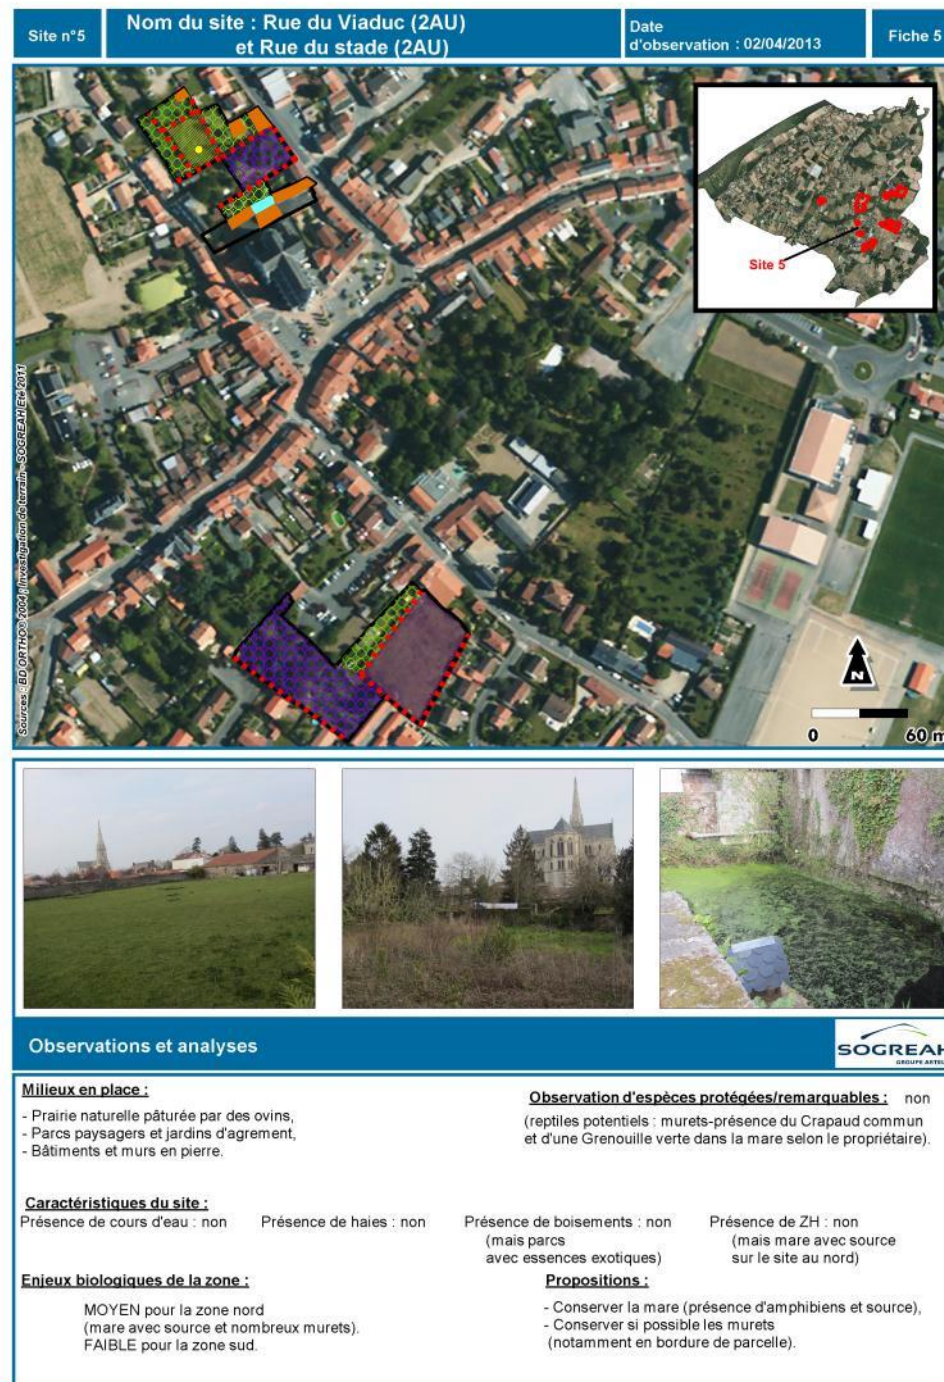 Site n°5
Nom du site : Rue du Viaduc (2AU)
et Rue du stade (2AU)
Date
d'observation : 02/04/2013
Fiche 5
Site 5
Sources : BD ORTHO® 2004 ; Investigation de terrain - SOGREAH Eté 2011
N
0 60 m
Observations et analyses
SOGREAH
GROUPE ARTEL
Milieux en place :
- Prairie naturelle pâturée par des ovins,
- Parcs paysagers et jardins d'agrement,
- Bâtiments et murs en pierre.
Observation d'espèces protégées/remarquables : non
(reptiles potentiels : murets-présence du Crapaud commun
et d'une Grenouille verte dans la mare selon le propriétaire).
Caractéristiques du site :
Présence de cours d'eau : non
Présence de haies : non
Présence de boisements : non
(mais parcs
avec essences exotiques)
Présence de ZH : non
(mais mare avec source
sur le site au nord)
Enjeux biologiques de la zone :
MOYEN pour la zone nord
(mare avec source et nombreux murets).
FAIBLE pour la zone sud.
Propositions :
- Conserver la mare (présence d'amphibiens et source),
- Conserver si possible les murets
(notamment en bordure de parcelle).